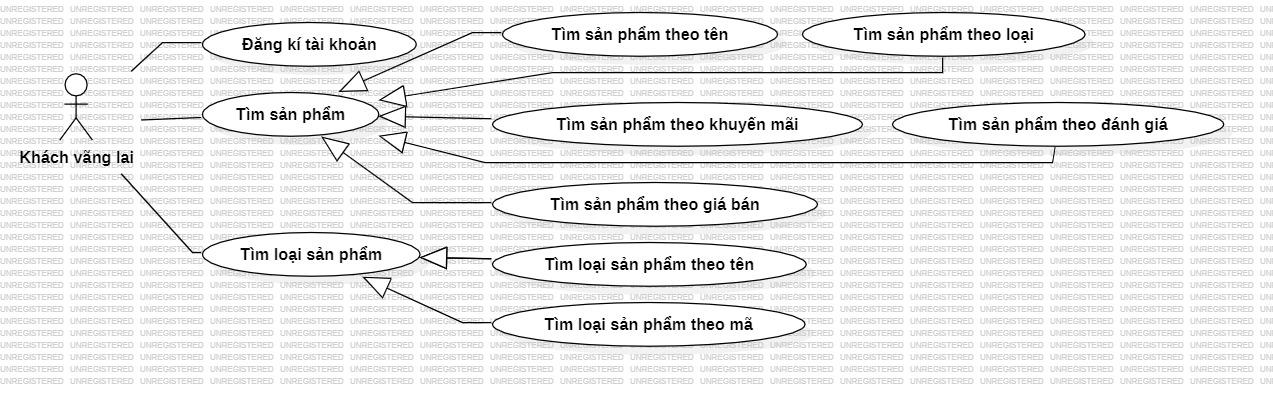 Đăng kí tài khoản
Tìm sản phẩm theo tên
Tìm sản phẩm theo loại
Tìm sản phẩm
Tìm sản phẩm theo khuyến mãi
Tìm sản phẩm theo đánh giá
Khách vãng lai
Tìm sản phẩm theo giá bán
Tìm loại sản phẩm
Tìm loại sản phẩm theo tên
Tìm loại sản phẩm theo mã
UNREGISTERED